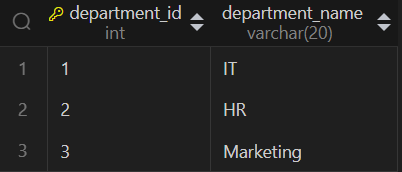 department_id department_name
int varchar(20)
1 1 IT
2 2 HR
3 3 Marketing